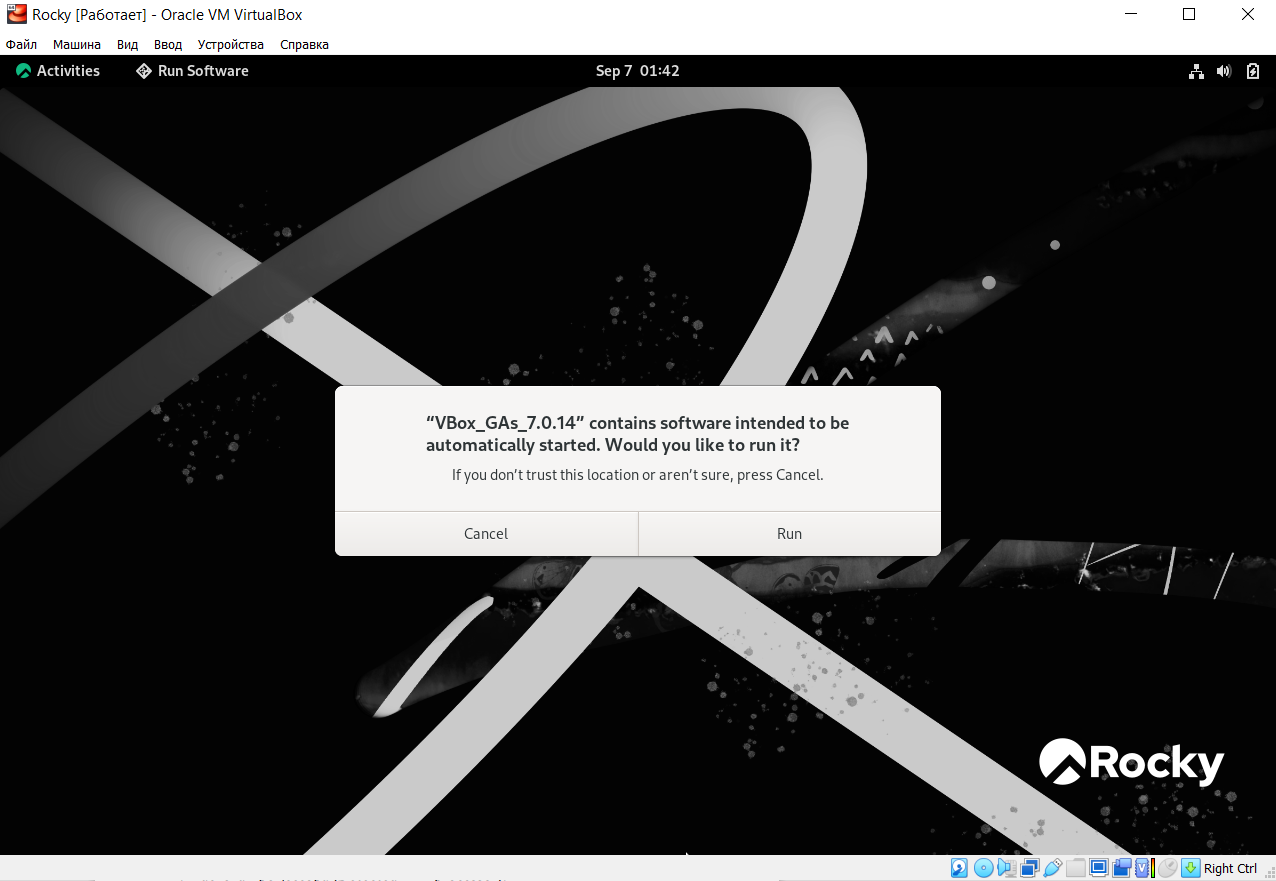 Rocky [Работает] - Oracle VM VirtualBox
Файл Машина Вид Ввод Устройства Справка
Activities Run Software Sep 7 01:42
“VBox_GAs_7.0.14” contains software intended to be
automatically started. Would you like to run it?
If you don’t trust this location or aren’t sure, press Cancel.
Cancel Run
Rocky
Right Ctrl